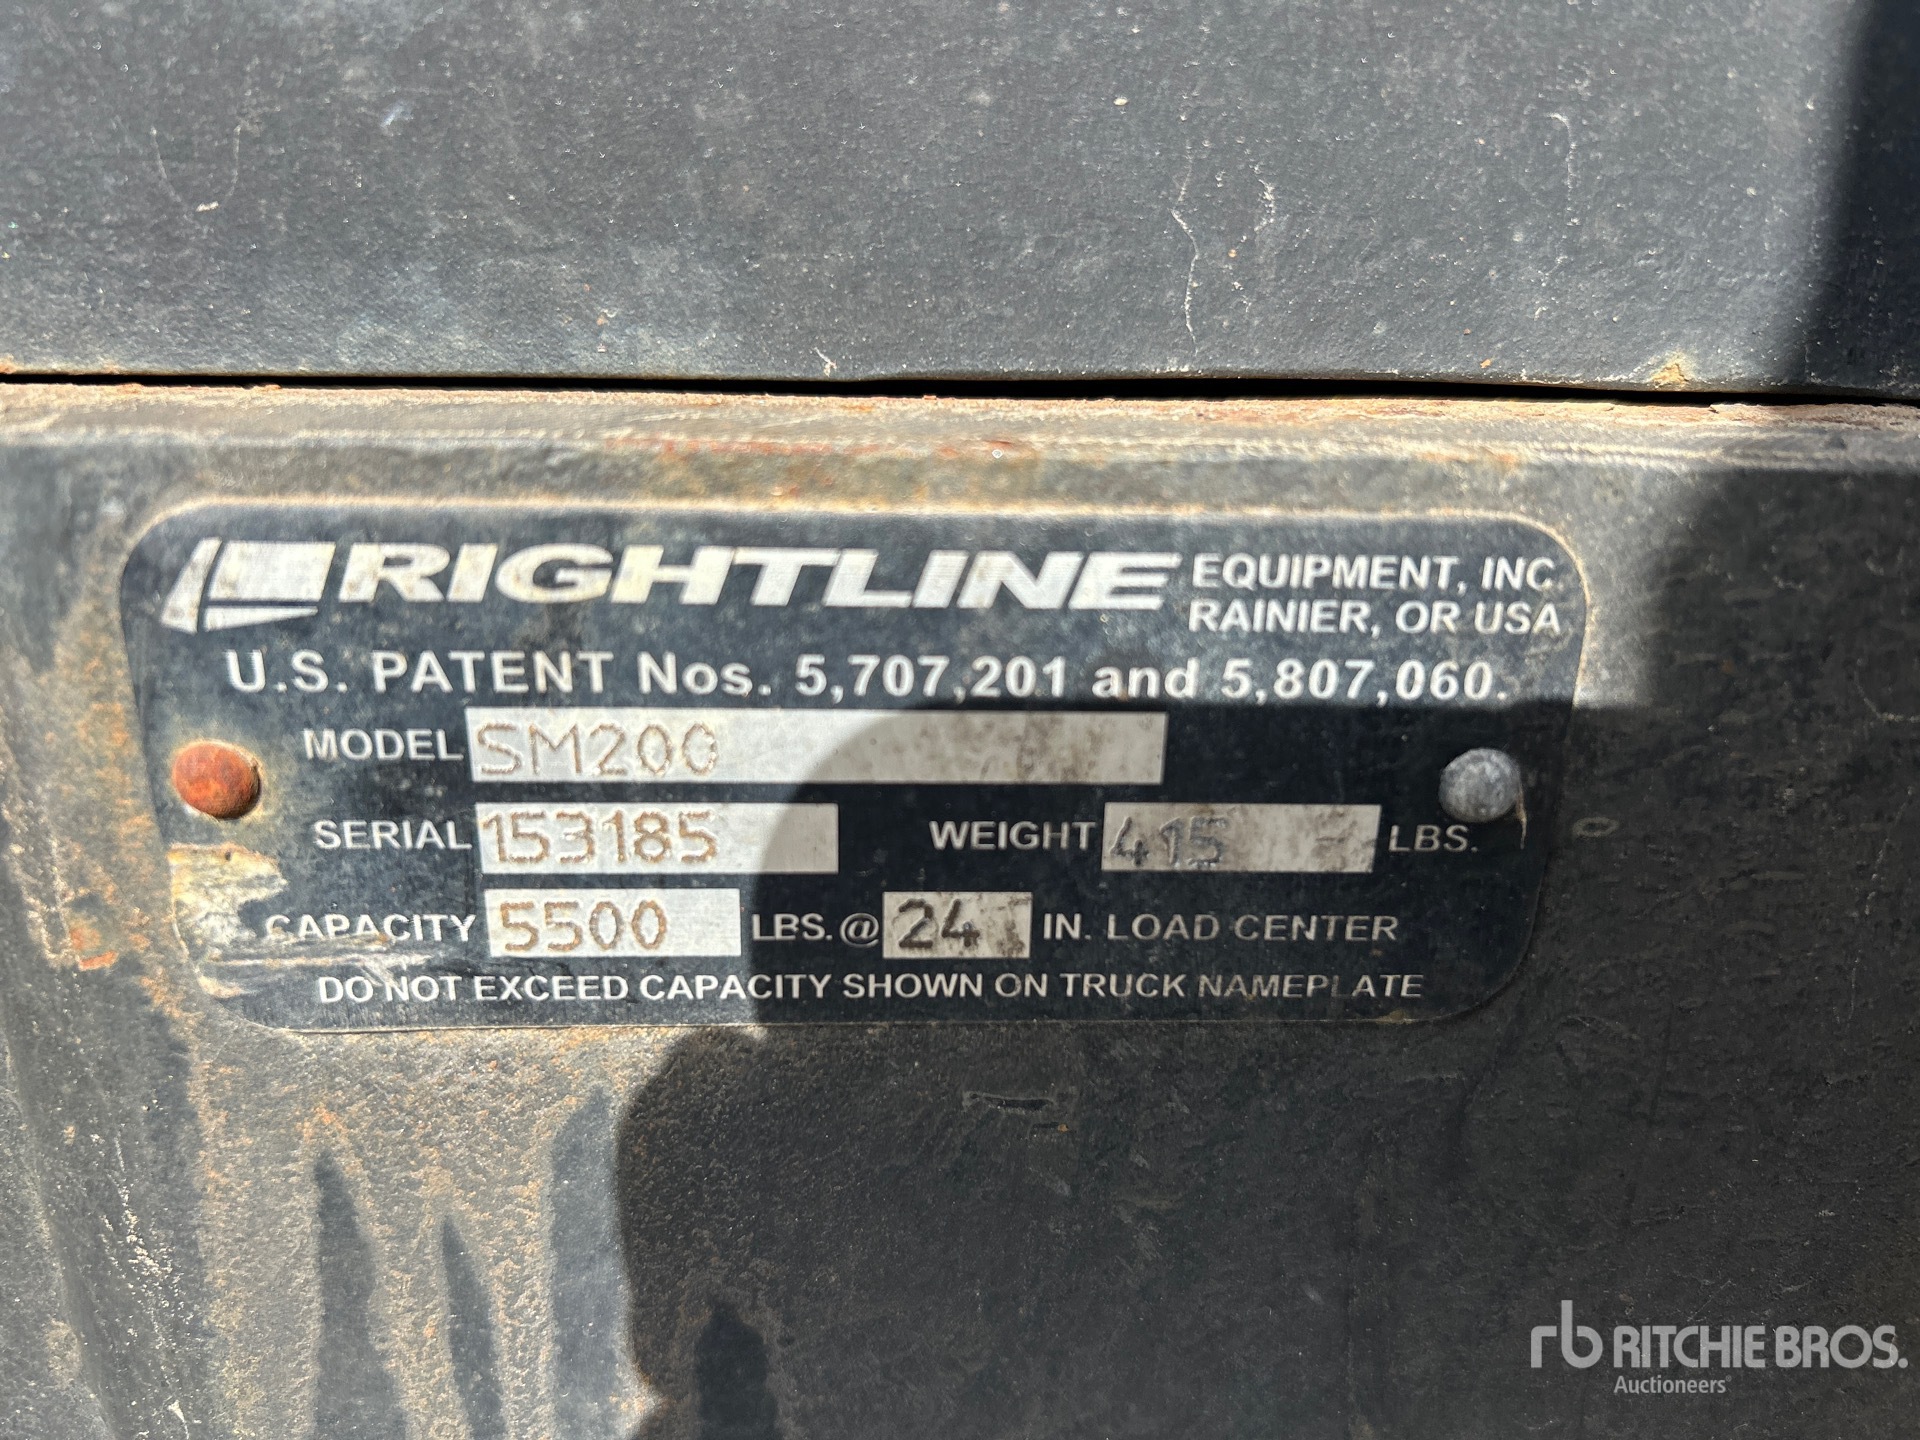 RIGHTLINE EQUIPMENT, INC.
RAINIER, OR USA
U.S. PATENT Nos. 5,707,201 and 5,807,060.
MODEL SM200
SERIAL 153185 WEIGHT 415 LBS.
CAPACITY 5500 LBS. @ 24 IN. LOAD CENTER
DO NOT EXCEED CAPACITY SHOWN ON TRUCK NAMEPLATE
rb RITCHIE BROS.
Auctioneers